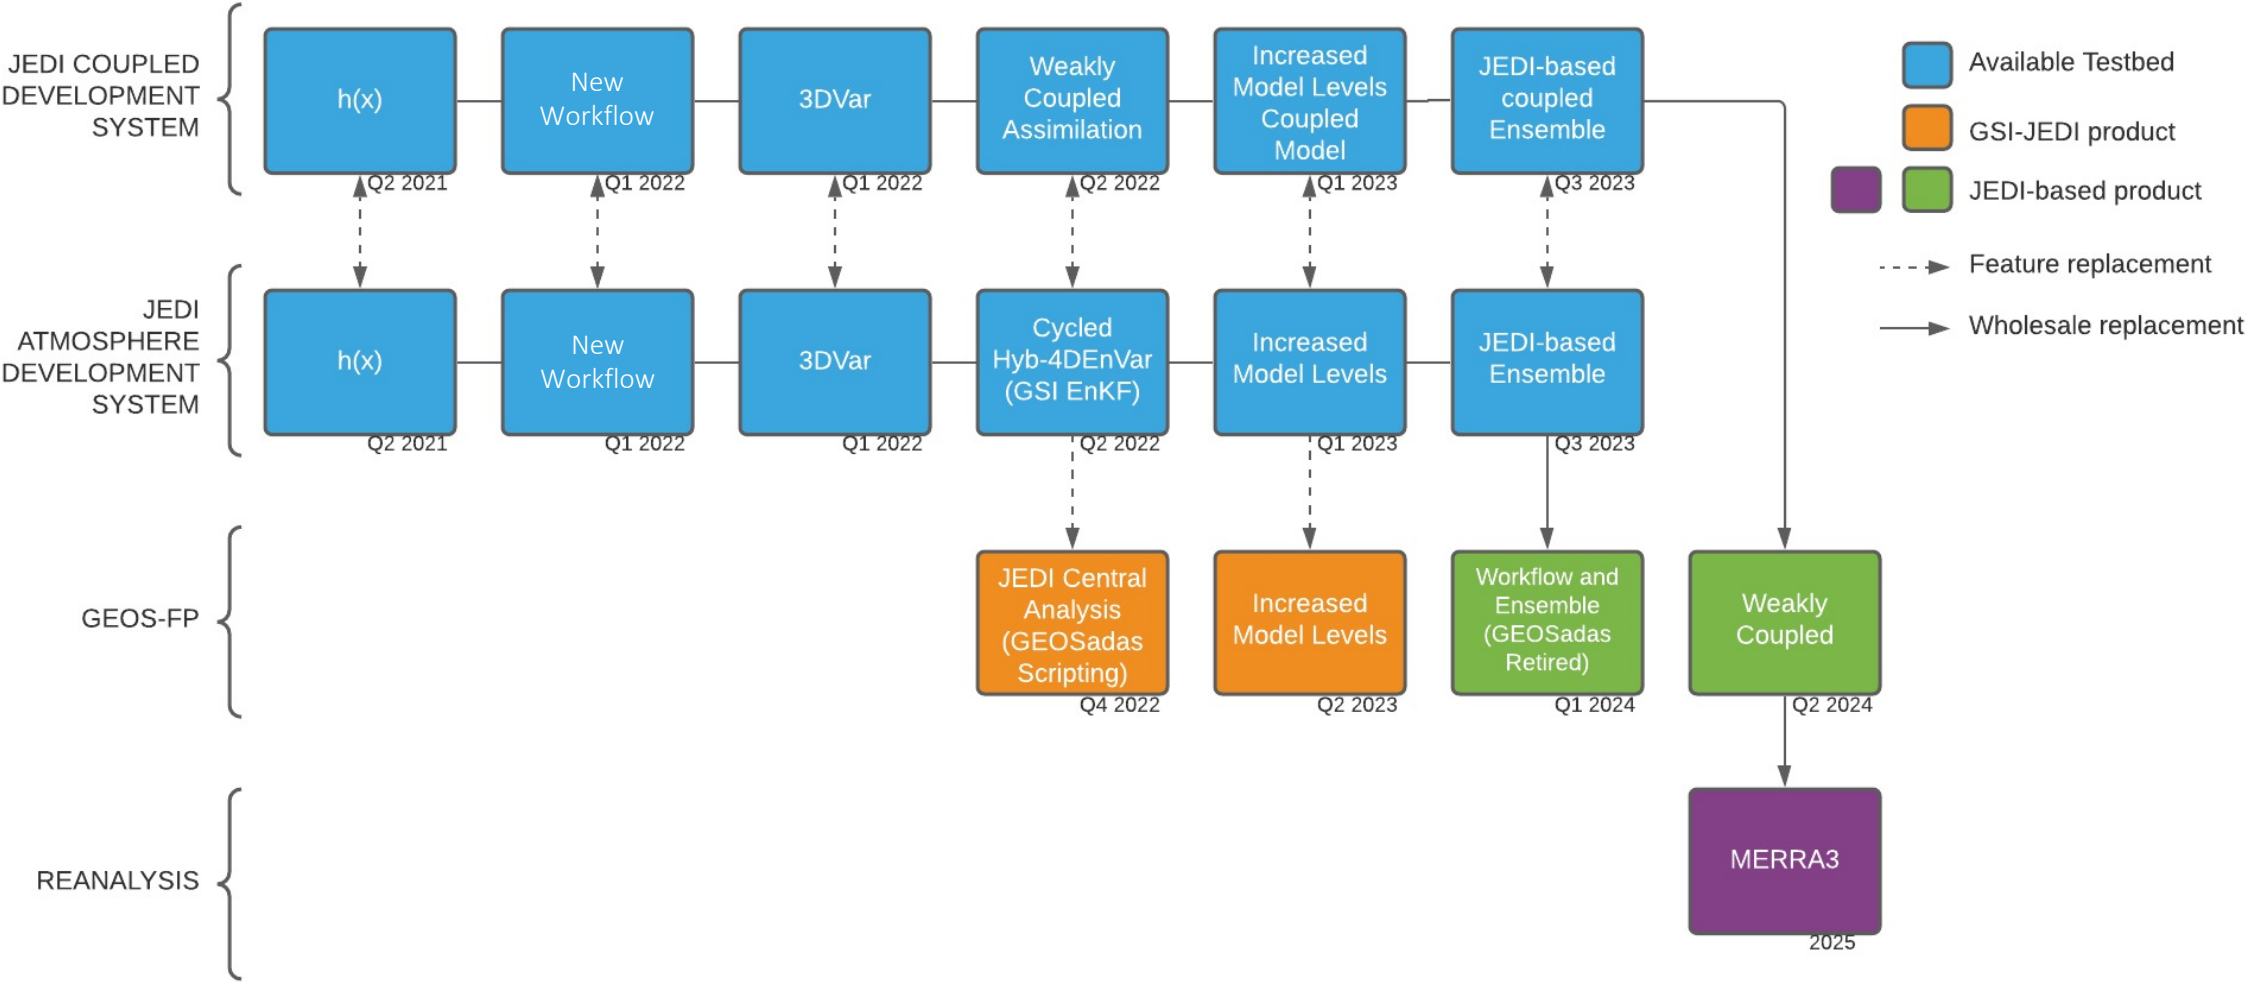 JEDI COUPLED
DEVELOPMENT
SYSTEM
h(x)
Q2 2021
New
Workflow
Q1 2022
3DVar
Q1 2022
Weakly
Coupled
Assimilation
Q2 2022
Increased
Model Levels
Coupled
Model
Q1 2023
JEDI-based
coupled
Ensemble
Q3 2023
Available Testbed
GSI-JEDI product
JEDI-based product
Feature replacement
Wholesale replacement
JEDI
ATMOSPHERE
DEVELOPMENT
SYSTEM
h(x)
Q2 2021
New
Workflow
Q1 2022
3DVar
Q1 2022
Cycled
Hyb-4DEnVar
(GSI EnKF)
Q2 2022
Increased
Model Levels
Q1 2023
JEDI-based
Ensemble
Q3 2023
GEOS-FP
JEDI Central
Analysis
(GEOSadas
Scripting)
Q4 2022
Increased
Model Levels
Q2 2023
Workflow and
Ensemble
(GEOSadas
Retired)
Q1 2024
Weakly
Coupled
Q2 2024
REANALYSIS
MERRA3
2025